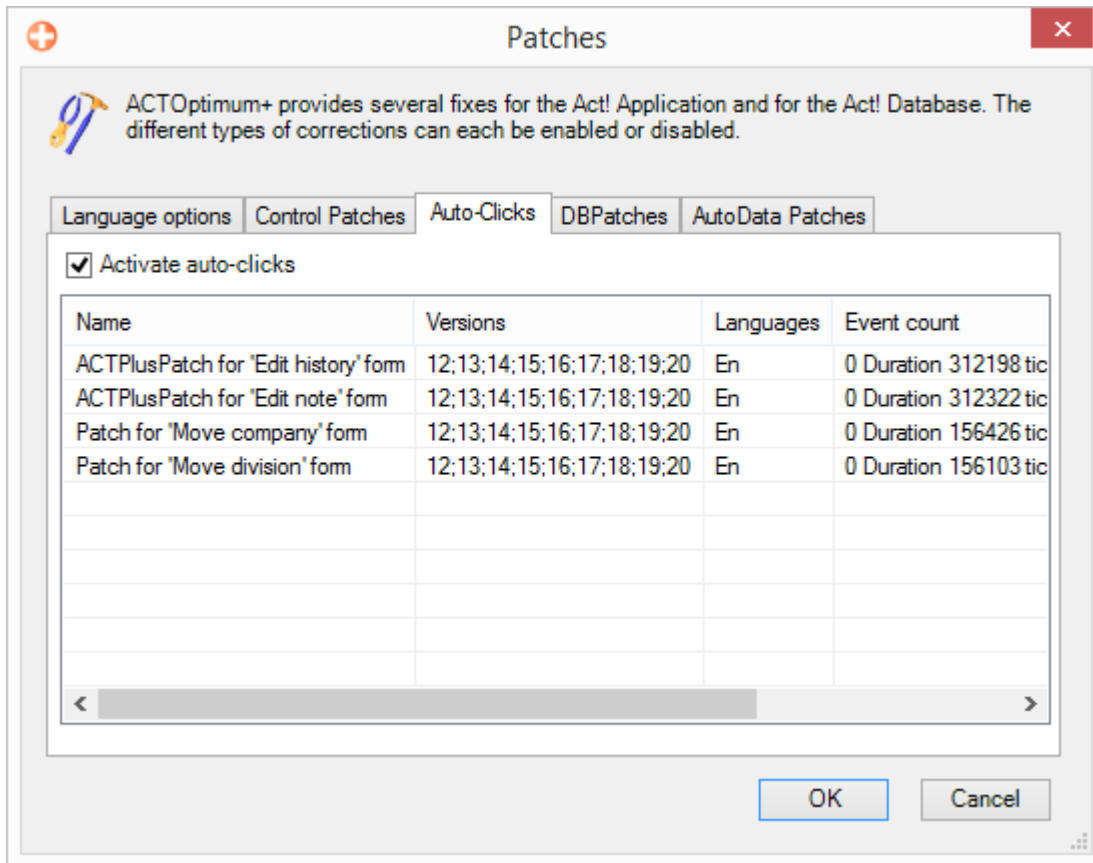 Patches
ACTOptimum+ provides several fixes for the Act! Application and for the Act! Database. The
different types of corrections can each be enabled or disabled.
Language options Control Patches Auto-Clicks DBPatches AutoData Patches
Activate auto-clicks
Name Versions Languages Event count
ACTPlusPatch for "Edit history" form 12;13;14;15;16;17;18;19;20 En 0 Duration 312198 tic
ACTPlusPatch for "Edit note" form 12;13;14;15;16;17;18;19;20 En 0 Duration 312322 tic
Patch for "Move company" form 12;13;14;15;16;17;18;19;20 En 0 Duration 156426 tic
Patch for "Move division" form 12;13;14;15;16;17;18;19;20 En 0 Duration 156103 tic
OK Cancel